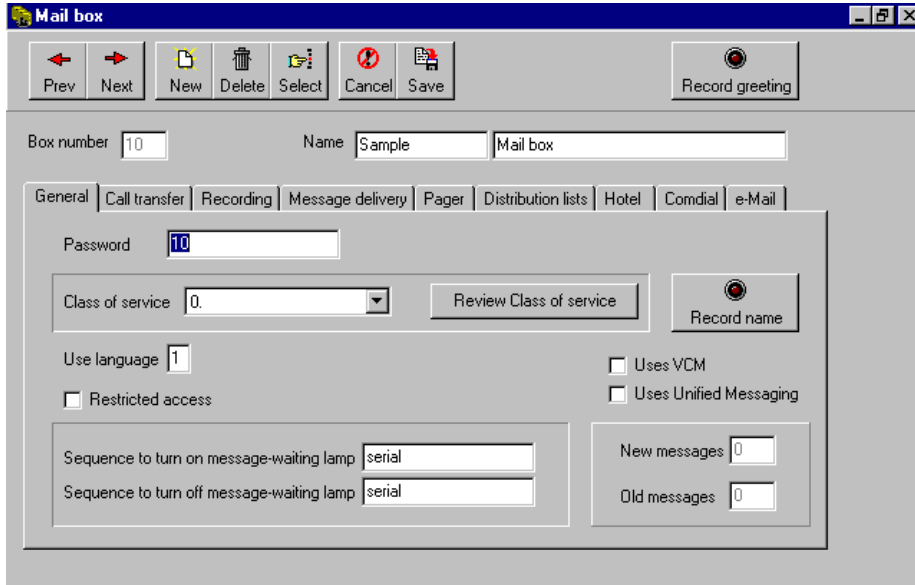 Mail box
Prev Next New Delete Select Cancel Save Record greeting
Box number 10 Name Sample Mail box
General Call transfer Recording Message delivery Pager Distribution lists Hotel Comdial e-Mail
Password 10
Class of service 0. Review Class of service Record name
Use language 1 Uses VCM
Restricted access Uses Unified Messaging
Sequence to turn on message-waiting lamp serial New messages 0
Sequence to turn off message-waiting lamp serial Old messages 0